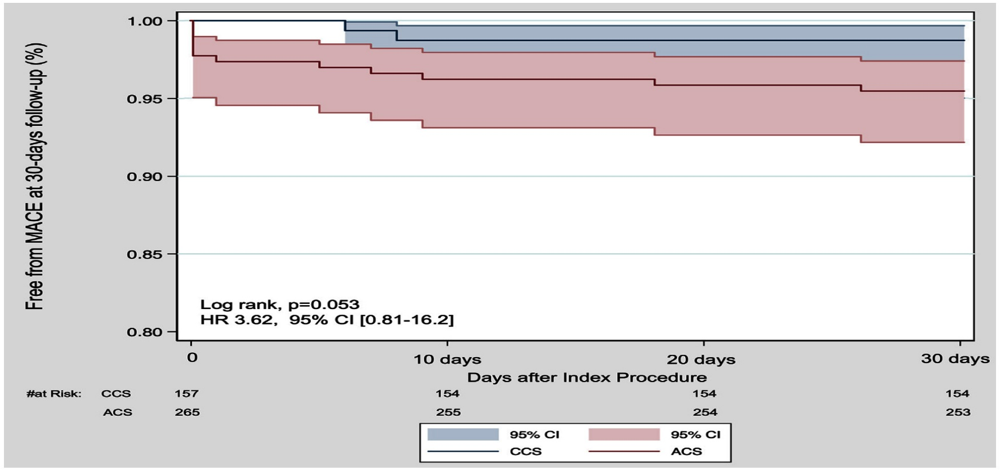 Free from MACE at 30-days follow-up (%)
1.00
0.95
0.90
0.85
0.80
Log rank, p=0.053
HR 3.62, 95% CI [0.81-16.2]
0 10 days 20 days 30 days
Days after Index Procedure
#at Risk: CCS 157 154 154 154
ACS 265 255 254 253
95% CI 95% CI
CCS ACS